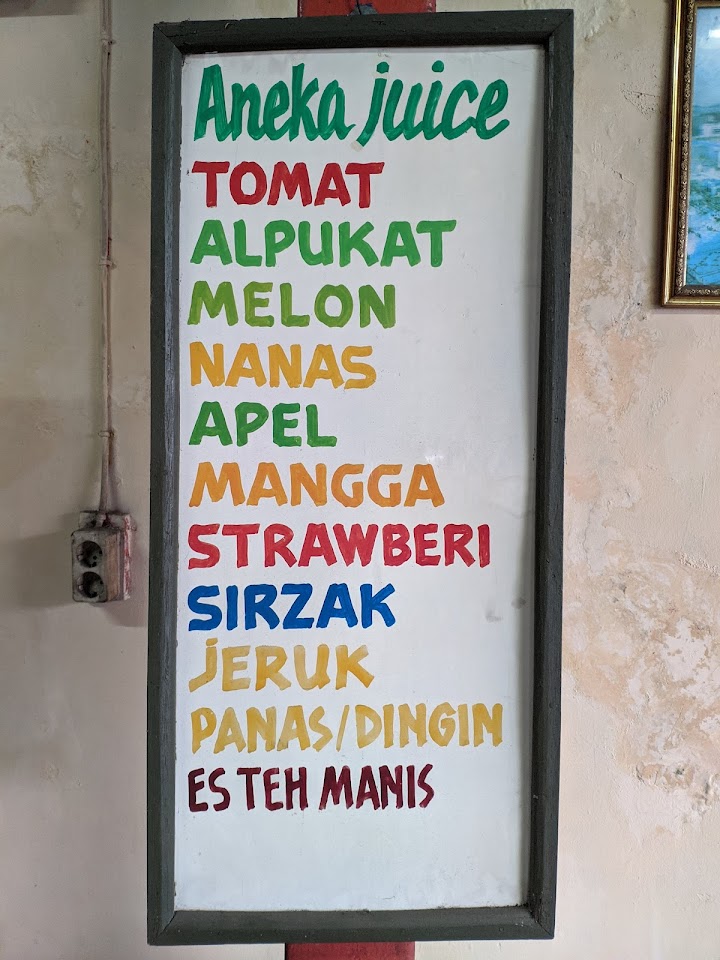 Aneka juice
TOMAT
ALPUKAT
MELON
NANAS
APEL
MANGGA
STRAWBERI
SIRZAK
JERUK
PANAS/DINGIN
ES TEH MANIS